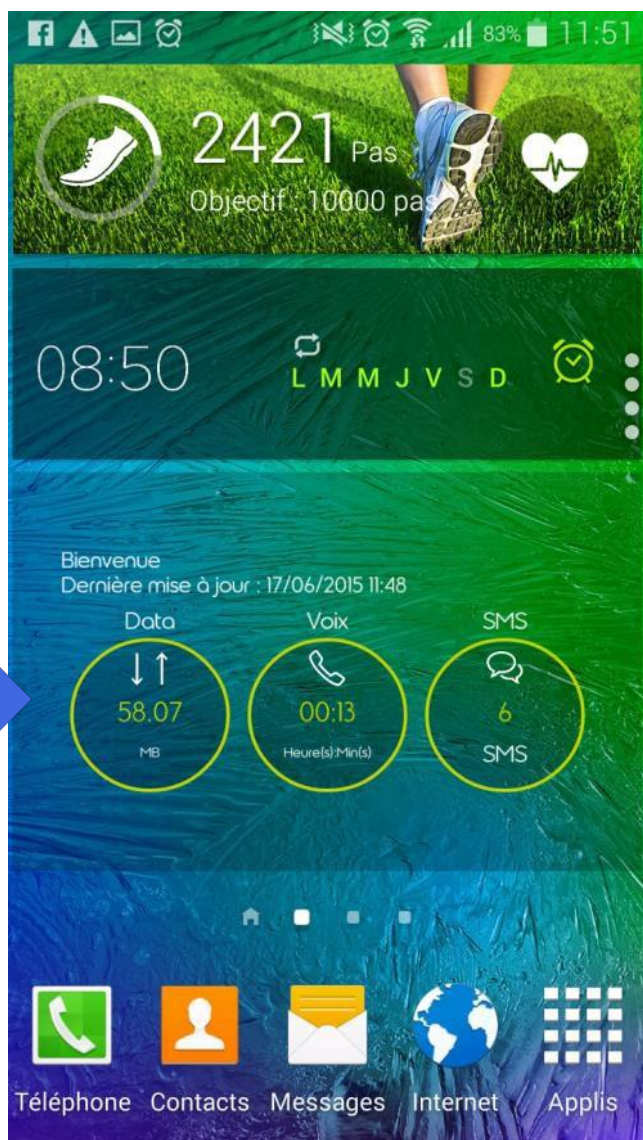 83% 11:51
2421 Pas
Objectif : 10000 pas
08:50
L M M J V S D
Bienvenue
Dernière mise à jour : 17/06/2015 11:48
Data Voix SMS
58.07 00:13 6
MB Heure(s):Min(s) SMS
Téléphone Contacts Messages Internet Applis